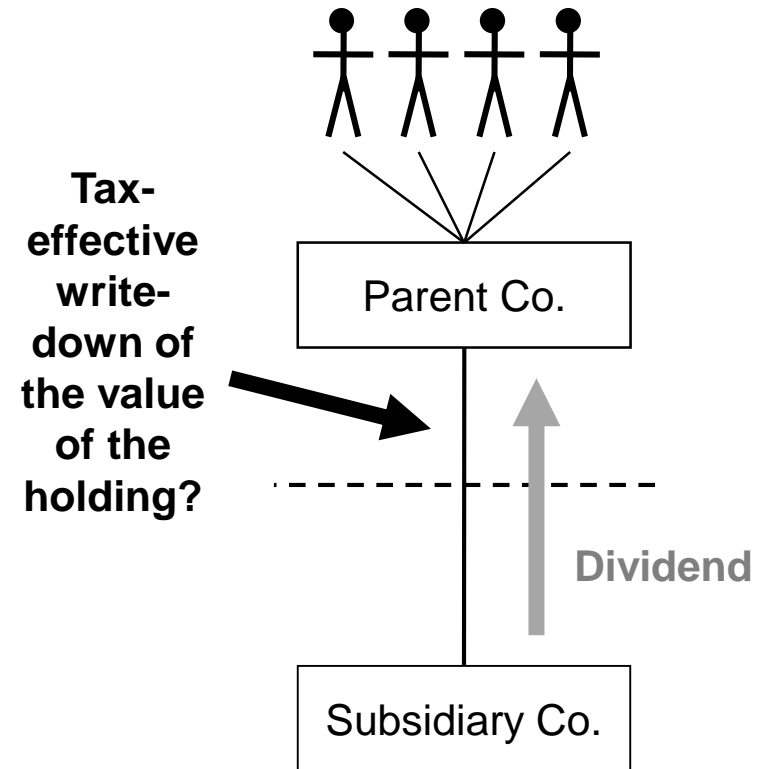 Tax-
effective
write-
down of
the value
of the
holding?
Parent Co.
Dividend
Subsidiary Co.